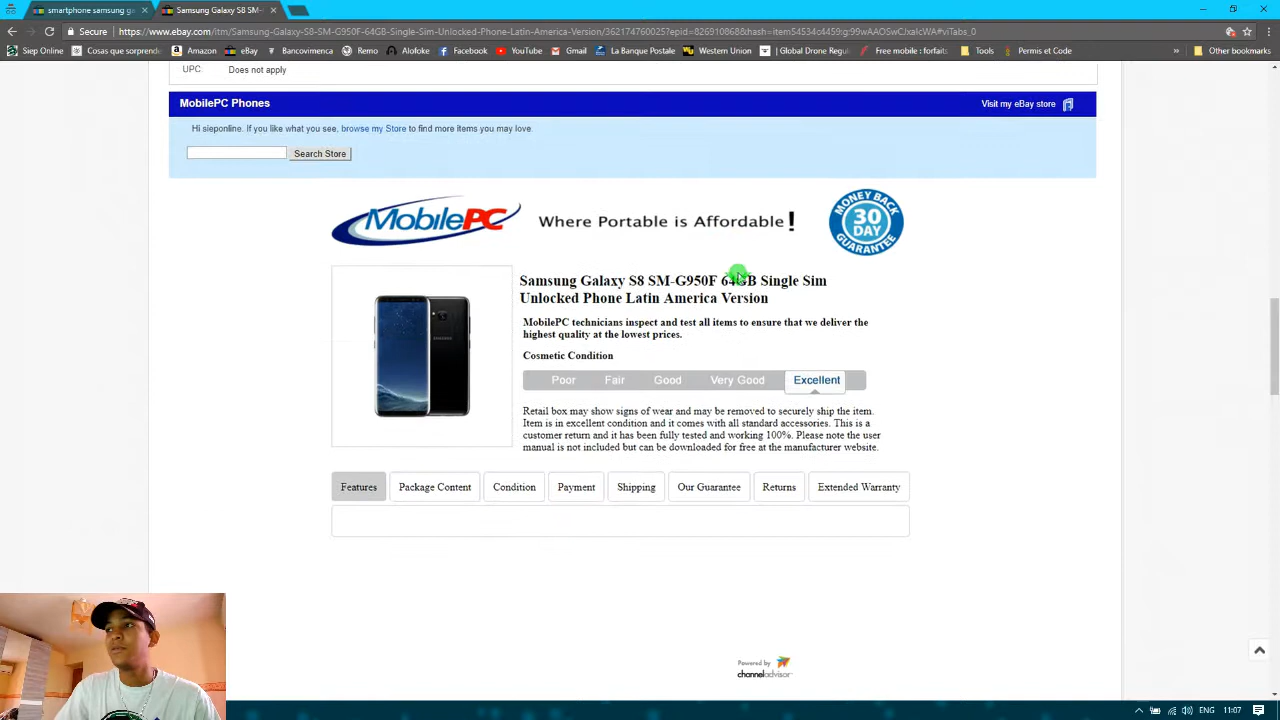 smartphone samsung ga
Samsung Galaxy S8 SM-
Secure
https://www.ebay.com/itm/Samsung-Galaxy-S8-SM-G950F-64GB-Single-Sim-Unlocked-Phone-Latin-America-Version/362174760025?epid=826910868&hash=item54534c4459:g:99wAAOSwCJxalcWA#viTabs_0
Siep Online
Cosas que sorprenden
Amazon
eBay
Bancovimenca
Renrho
Alofoke
Facebook
YouTube
La Banque Postale
Western Union
Global Drone Regula
Free mobile : forfaits
Tools
Permis et Code
Otros favoritos
UPC:
Does not apply
MobilePC Phones
Visit my eBay store
Hi sieponline. If you like what you see, browse my Store to find more items you may love.
Search Store
MobilePC
Where Portable is Affordable!
MONEY BACK
30
DAY
GUARANTEE
Samsung Galaxy S8 SM-G950F 64GB Single Sim
Unlocked Phone Latin America Version
MobilePC technicians inspect and test all items to ensure that we deliver the
highest quality at the lowest prices.
Cosmetic Condition
Poor
Fair
Good
Very Good
Excellent
Retail box may show signs of wear and may be removed to securely ship the item.
Item is in excellent condition and it comes with all standard accessories. This is a
customer return and it has been fully tested and working 100%. Please note the user
manual is not included but can be downloaded for free at the manufacturer website.
SAMSUNG
Features
Package Content
Condition
Payment
Shipping
Our Guarantee
Returns
Extended Warranty
Powered by
channeladvisor
11:07